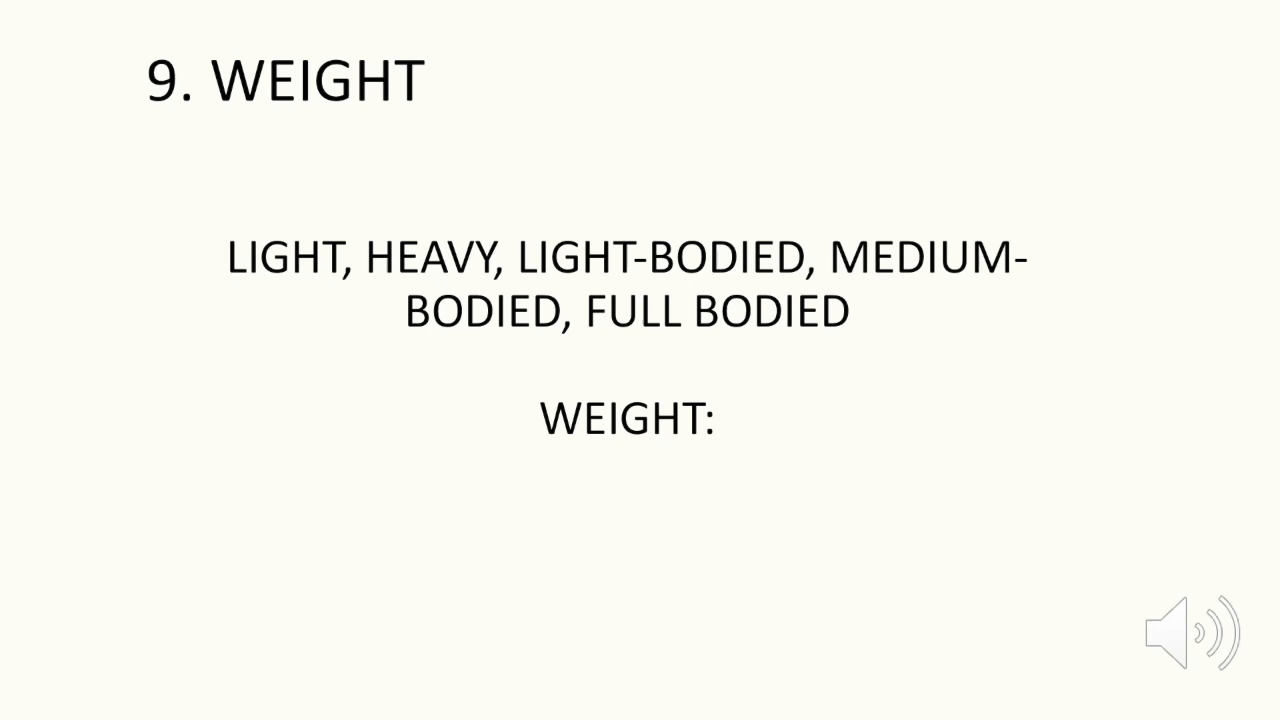 9. WEIGHT
LIGHT, HEAVY, LIGHT-BODIED, MEDIUM-
BODIED, FULL BODIED
WEIGHT: